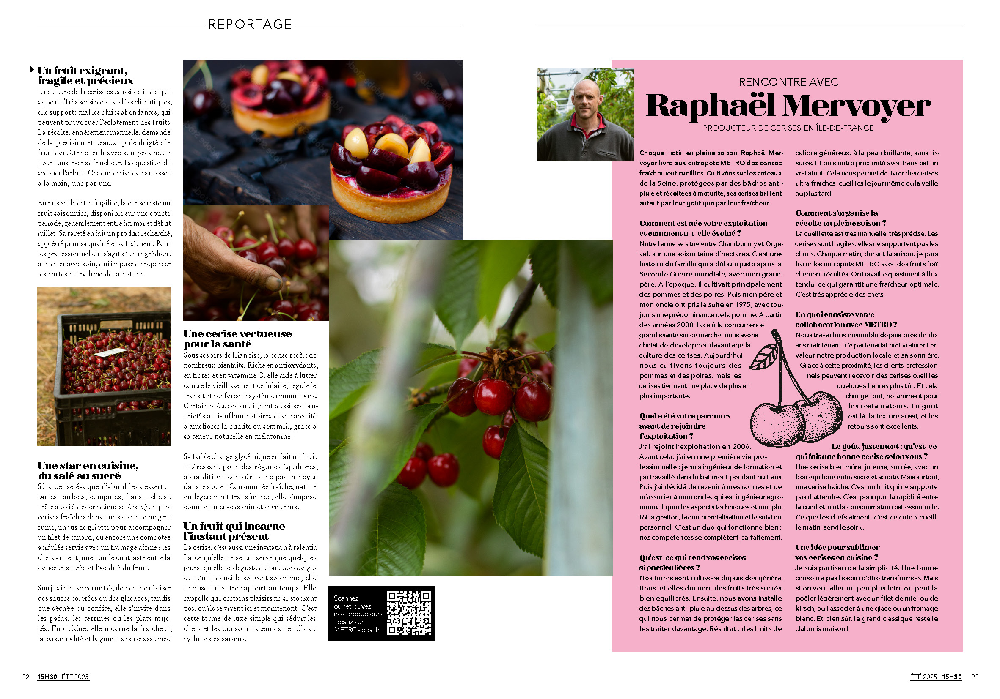 REPORTAGE
Un fruit exigeant,
fragile et précieux
La culture de la cerise est aussi délicate que
sa peau. Très sensible aux aléas climatiques,
elle supporte mal les pluies abondantes, qui
peuvent provoquer l’éclatement des fruits.
La récolte, entièrement manuelle, demande
de la précision et beaucoup de doigté : le
fruit doit être cueilli avec son pédoncule
pour conserver sa fraîcheur. Pas question de
secouer l’arbre ! Chaque cerise est ramassée
à la main, une par une.
En raison de cette fragilité, la cerise reste un
fruit saisonnier, disponible sur une courte
période, généralement entre fin mai et début
juillet. Sa rareté en fait un produit recherché,
apprécié pour sa qualité et sa fraîcheur. Pour
les professionnels, il s’agit d’un ingrédient
à manier avec soin, qui impose de repenser
les cartes au rythme de la nature.
Une star en cuisine,
du salé au sucré
Si la cerise évoque d’abord les desserts –
tartes, sorbets, compotes, flans – elle se
prête aussi à des créations salées. Quelques
cerises fraîches dans une salade de magret
fumé, un jus de griotte pour accompagner
un filet de canard, ou encore une compotée
acidulée servie avec un fromage affiné : les
chefs aiment jouer sur le contraste entre la
douceur sucrée et l’acidité du fruit.
Son jus intense permet également de réaliser
des sauces colorées ou des glaçages, tandis
que séchée ou confite, elle s’invite dans
les pains, les terrines ou les plats mijo-
tés. En cuisine, elle incarne la fraîcheur,
la saisonnalité et la gourmandise assumée.
Une cerise vertueuse
pour la santé
Sous ses airs de friandise, la cerise recèle de
nombreux bienfaits. Riche en antioxydants,
en fibres et en vitamine C, elle aide à lutter
contre le vieillissement cellulaire, régule le
transit et renforce le système immunitaire.
Certaines études soulignent aussi ses pro-
priétés anti-inflammatoires et sa capacité
à améliorer la qualité du sommeil, grâce à
sa teneur naturelle en mélatonine.
Sa faible charge glycémique en fait un fruit
intéressant pour des régimes équilibrés,
à condition bien sûr de ne pas la noyer
dans le sucre ! Consommée fraîche, nature
ou légèrement transformée, elle s’impose
comme un en-cas sain et savoureux.
Un fruit qui incarne
l’instant présent
La cerise, c’est aussi une invitation à ralentir.
Parce qu’elle ne se conserve que quelques
jours, qu’elle se déguste du bout des doigts
et qu’on la cueille souvent soi-même, elle
impose un autre rapport au temps. Elle
rappelle que certains plaisirs ne se stockent
pas, qu’ils se vivent ici et maintenant. C’est
cette forme de luxe simple qui séduit les
chefs et les consommateurs attentifs au
rythme des saisons.
Scannez
ou retrouvez
nos producteurs
locaux sur
METRO-local.fr
RENCONTRE AVEC
Raphaël Mervoyer
PRODUCTEUR DE CERISES EN ÎLE-DE-FRANCE
Chaque matin en pleine saison, Raphaël Mer-
voyer livre aux entrepôts METRO des cerises
fraîchement cueillies. Cultivées sur les coteaux
de la Seine, protégées par des bâches anti-
pluie et récoltées à maturité, ses cerises brillent
autant par leur goût que par leur fraîcheur.
Comment est née votre exploitation
et comment a-t-elle évolué ?
Notre ferme se situe entre Chambourcy et Orge-
val, sur une soixantaine d’hectares. C’est une
histoire de famille qui a débuté juste après la
Seconde Guerre mondiale, avec mon grand-
père. À l’époque, il cultivait principalement
des pommes et des poires. Puis mon père et
mon oncle ont pris la suite en 1975, avec tou-
jours une prédominance de la pomme. À partir
des années 2000, face à la concurrence
grandissante sur ce marché, nous avons
choisi de développer davantage la
culture des cerises. Aujourd’hui,
nous cultivons toujours des
pommes et des poires, mais les
cerises tiennent une place de plus en
plus importante.
Quel a été votre parcours
avant de rejoindre
l’exploitation ?
J’ai rejoint l’exploitation en 2006.
Avant cela, j’ai eu une première vie pro-
fessionnelle : je suis ingénieur de formation et
j’ai travaillé dans le bâtiment pendant huit ans.
Puis j’ai décidé de revenir à mes racines et de
m’associer à mon oncle, qui est ingénieur agro-
nome. Il gère les aspects techniques et moi plu-
tôt la gestion, la commercialisation et le suivi du
personnel. C’est un duo qui fonctionne bien :
nos compétences se complètent parfaitement.
Qu’est-ce qui rend vos cerises
si particulières ?
Nos terres sont cultivées depuis des généra-
tions, et elles donnent des fruits très sucrés,
bien équilibrés. Ensuite, nous avons installé
des bâches anti-pluie au-dessus des arbres, ce
qui nous permet de protéger les cerises sans
les traiter davantage. Résultat : des fruits de
calibre généreux, à la peau brillante, sans fis-
sures. Et puis notre proximité avec Paris est un
vrai atout. Cela nous permet de livrer des cerises
ultra-fraîches, cueillies le jour même ou la veille
au plus tard.
Comment s’organise la
récolte en pleine saison ?
La cueillette est très manuelle, très précise. Les
cerises sont fragiles, elles ne supportent pas les
chocs. Chaque matin, durant la saison, je pars
livrer les entrepôts METRO avec des fruits fraî-
chement récoltés. On travaille quasiment à flux
tendu, ce qui garantit une fraîcheur optimale.
C’est très apprécié des chefs.
En quoi consiste votre
collaboration avec METRO ?
Nous travaillons ensemble depuis près de dix
ans maintenant. Ce partenariat met vraiment en
valeur notre production locale et saisonnière.
Grâce à cette proximité, les clients profession-
nels peuvent recevoir des cerises cueillies
quelques heures plus tôt. Et cela
change tout, notamment pour
les restaurateurs. Le goût
est là, la texture aussi, et les
retours sont excellents.
Le goût, justement : qu’est-ce
qui fait une bonne cerise selon vous ?
Une cerise bien mûre, juteuse, sucrée, avec un
bon équilibre entre sucre et acidité. Mais surtout,
une cerise fraîche. C’est un fruit qui ne supporte
pas d’attendre. C’est pourquoi la rapidité entre
la cueillette et la consommation est essentielle.
Ce que les chefs aiment, c’est ce côté « cueilli
le matin, servi le soir ».
Une idée pour sublimer
vos cerises en cuisine ?
Je suis partisan de la simplicité. Une bonne
cerise n’a pas besoin d’être transformée. Mais
si on veut aller un peu plus loin, on peut la
poêler légèrement avec un filet de miel ou de
kirsch, ou l’associer à une glace ou un fromage
blanc. Et bien sûr, le grand classique reste le
clafoutis maison !
22 15H30 · ÉTÉ 2025
ÉTÉ 2025 · 15H30 23